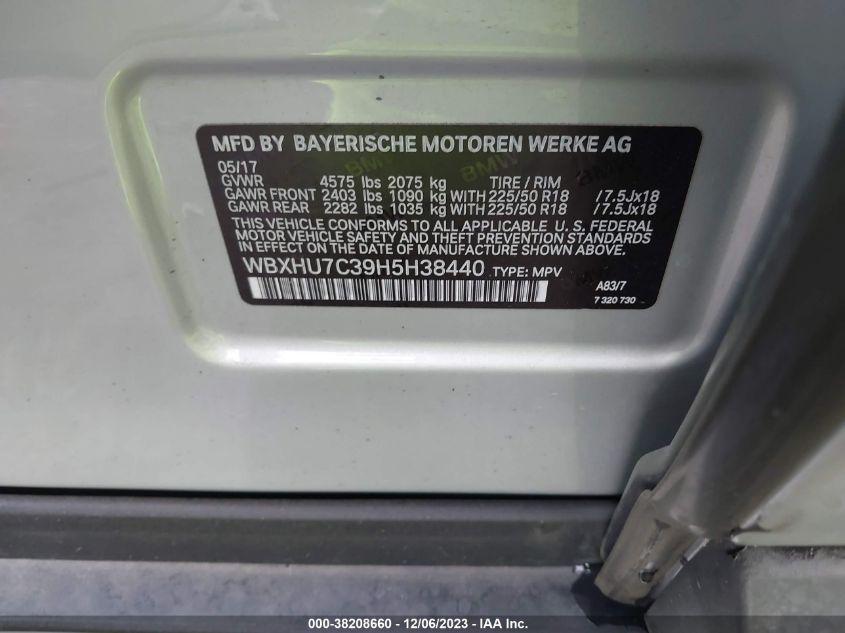 MFD BY BAYERISCHE MOTOREN WERKE AG
05/17
GVWR 4575 lbs 2075 kg TIRE / RIM
GAWR FRONT 2403 lbs 1090 kg WITH 225/50 R18 /7.5Jx18
GAWR REAR 2282 lbs 1035 kg WITH 225/50 R18 /7.5Jx18
THIS VEHICLE CONFORMS TO ALL APPLICABLE U. S. FEDERAL
MOTOR VEHICLE SAFETY AND THEFT PREVENTION STANDARDS
IN EFFECT ON THE DATE OF MANUFACTURE SHOWN ABOVE.
WBXHU7C39H5H38440 TYPE: MPV
A83/7
7 320 730
000-38208660 - 12/06/2023 - IAA Inc.